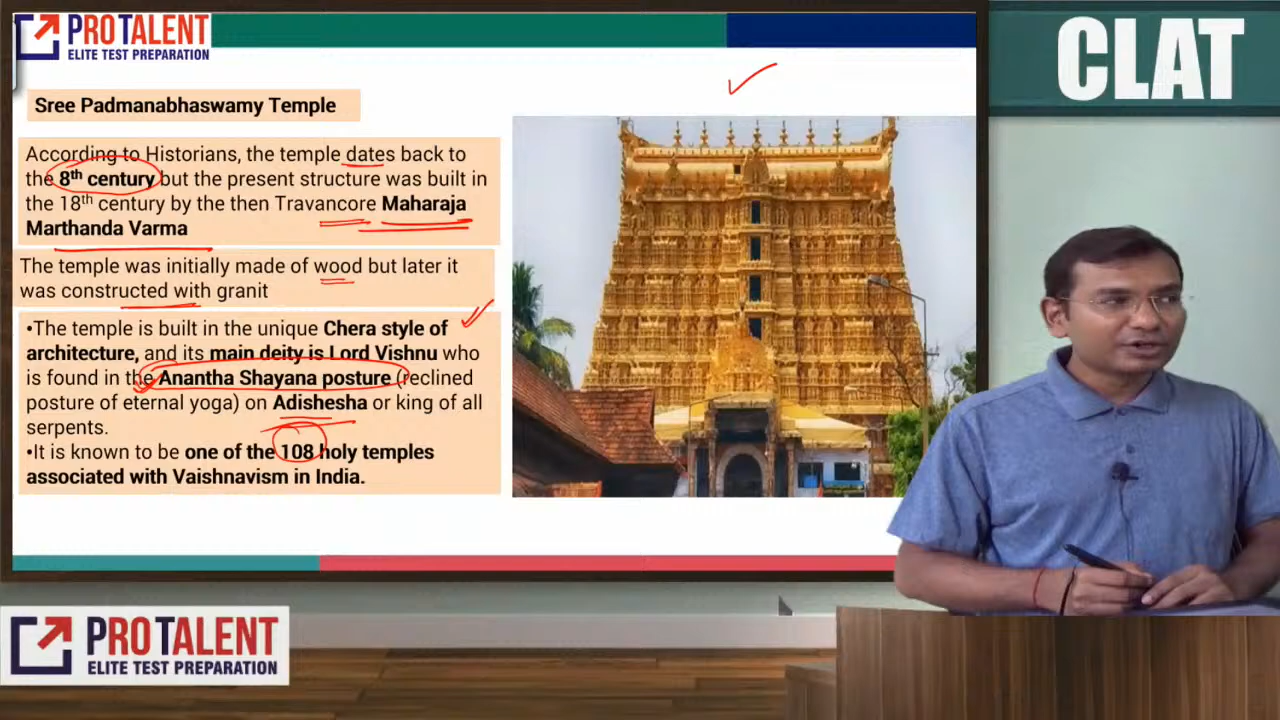 PROTALENT
ELITE TEST PREPARATION
CLAT
Sree Padmanabhaswamy Temple
According to Historians, the temple dates back to
the 8th century but the present structure was built in
the 18th century by the then Travancore Maharaja
Marthanda Varma
The temple was initially made of wood but later it
was constructed with granit
•The temple is built in the unique Chera style of
architecture, and its main deity is Lord Vishnu who
is found in the Anantha Shayana posture (reclined
posture of eternal yoga) on Adishesha or king of all
serpents.
•It is known to be one of the 108 holy temples
associated with Vaishnavism in India.
PROTALENT
ELITE TEST PREPARATION